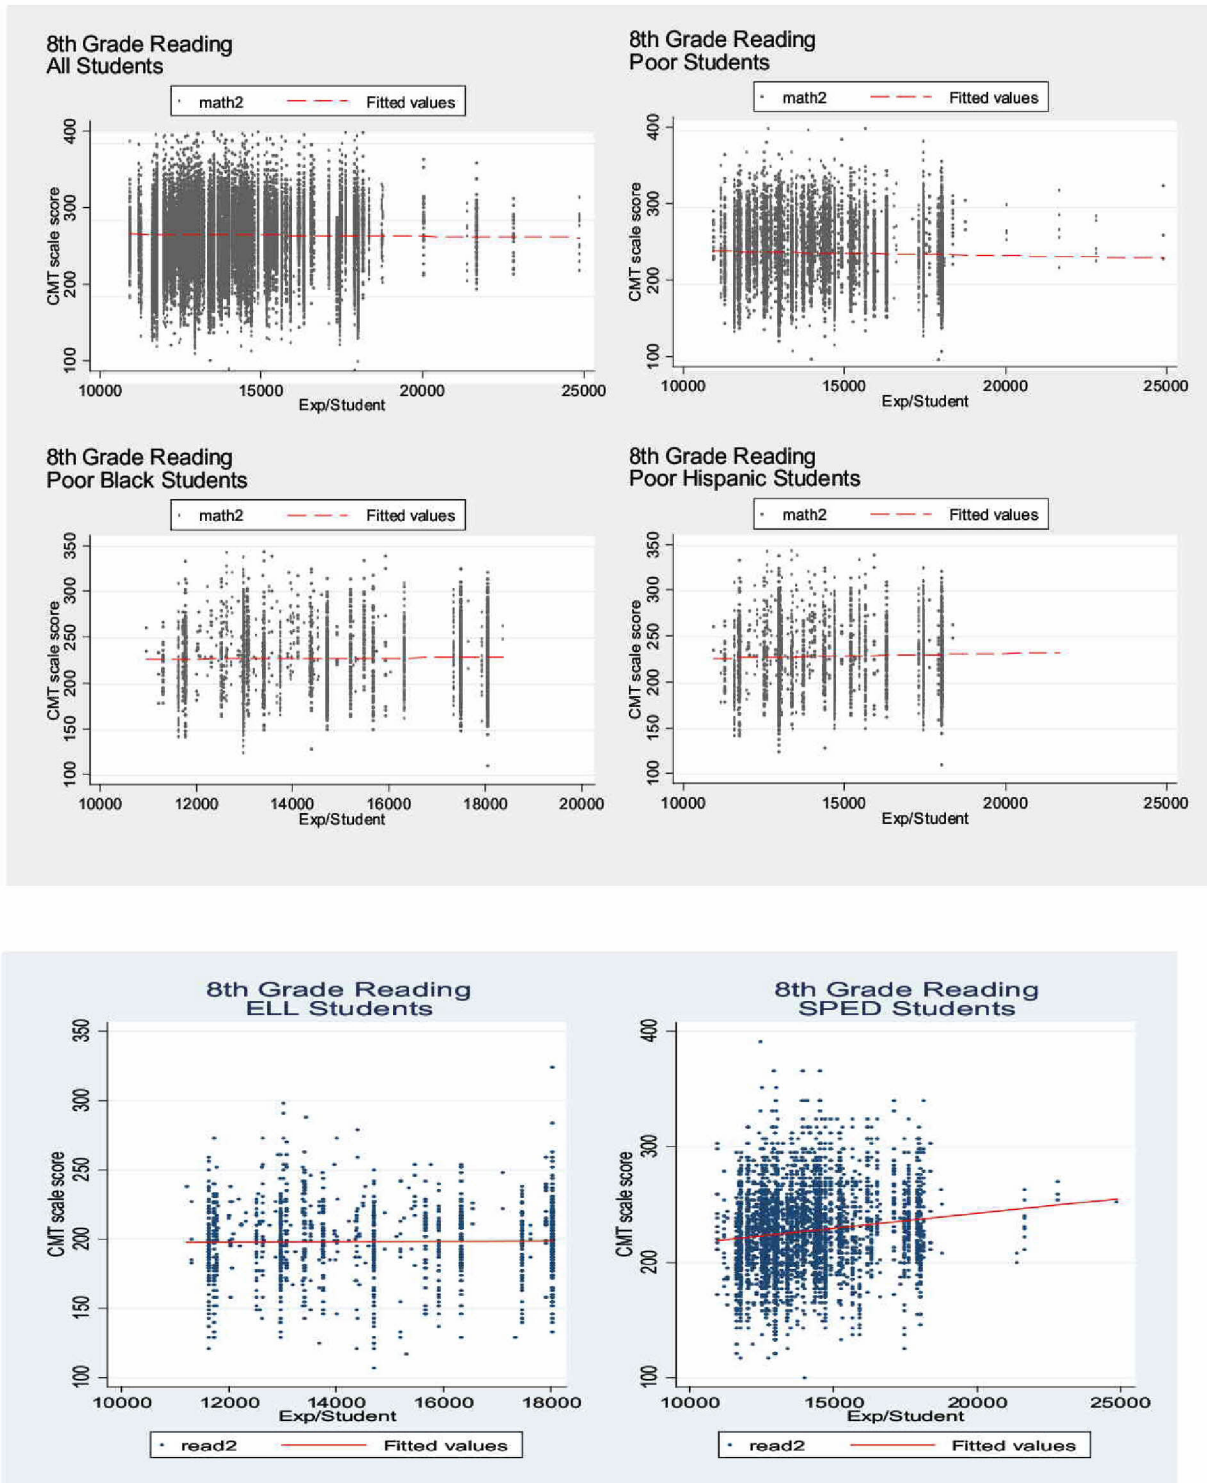 8th Grade Reading
All Students
math2 Fitted values
CMT scale score
400
300
200
100
10000 15000 20000 25000
Exp/Student
8th Grade Reading
Poor Students
math2 Fitted values
CMT scale score
400
300
200
100
10000 15000 20000 25000
Exp/Student
8th Grade Reading
Poor Black Students
math2 Fitted values
CMT scale score
350
300
250
200
150
100
10000 12000 14000 16000 18000 20000
Exp/Student
8th Grade Reading
Poor Hispanic Students
math2 Fitted values
CMT scale score
350
300
250
200
150
100
10000 15000 20000 25000
Exp/Student
8th Grade Reading
ELL Students
CMT scale score
350
300
250
200
150
100
10000 12000 14000 16000 18000
Exp/Student
read2 Fitted values
8th Grade Reading
SPED Students
CMT scale score
400
300
200
100
10000 15000 20000 25000
Exp/Student
read2 Fitted values